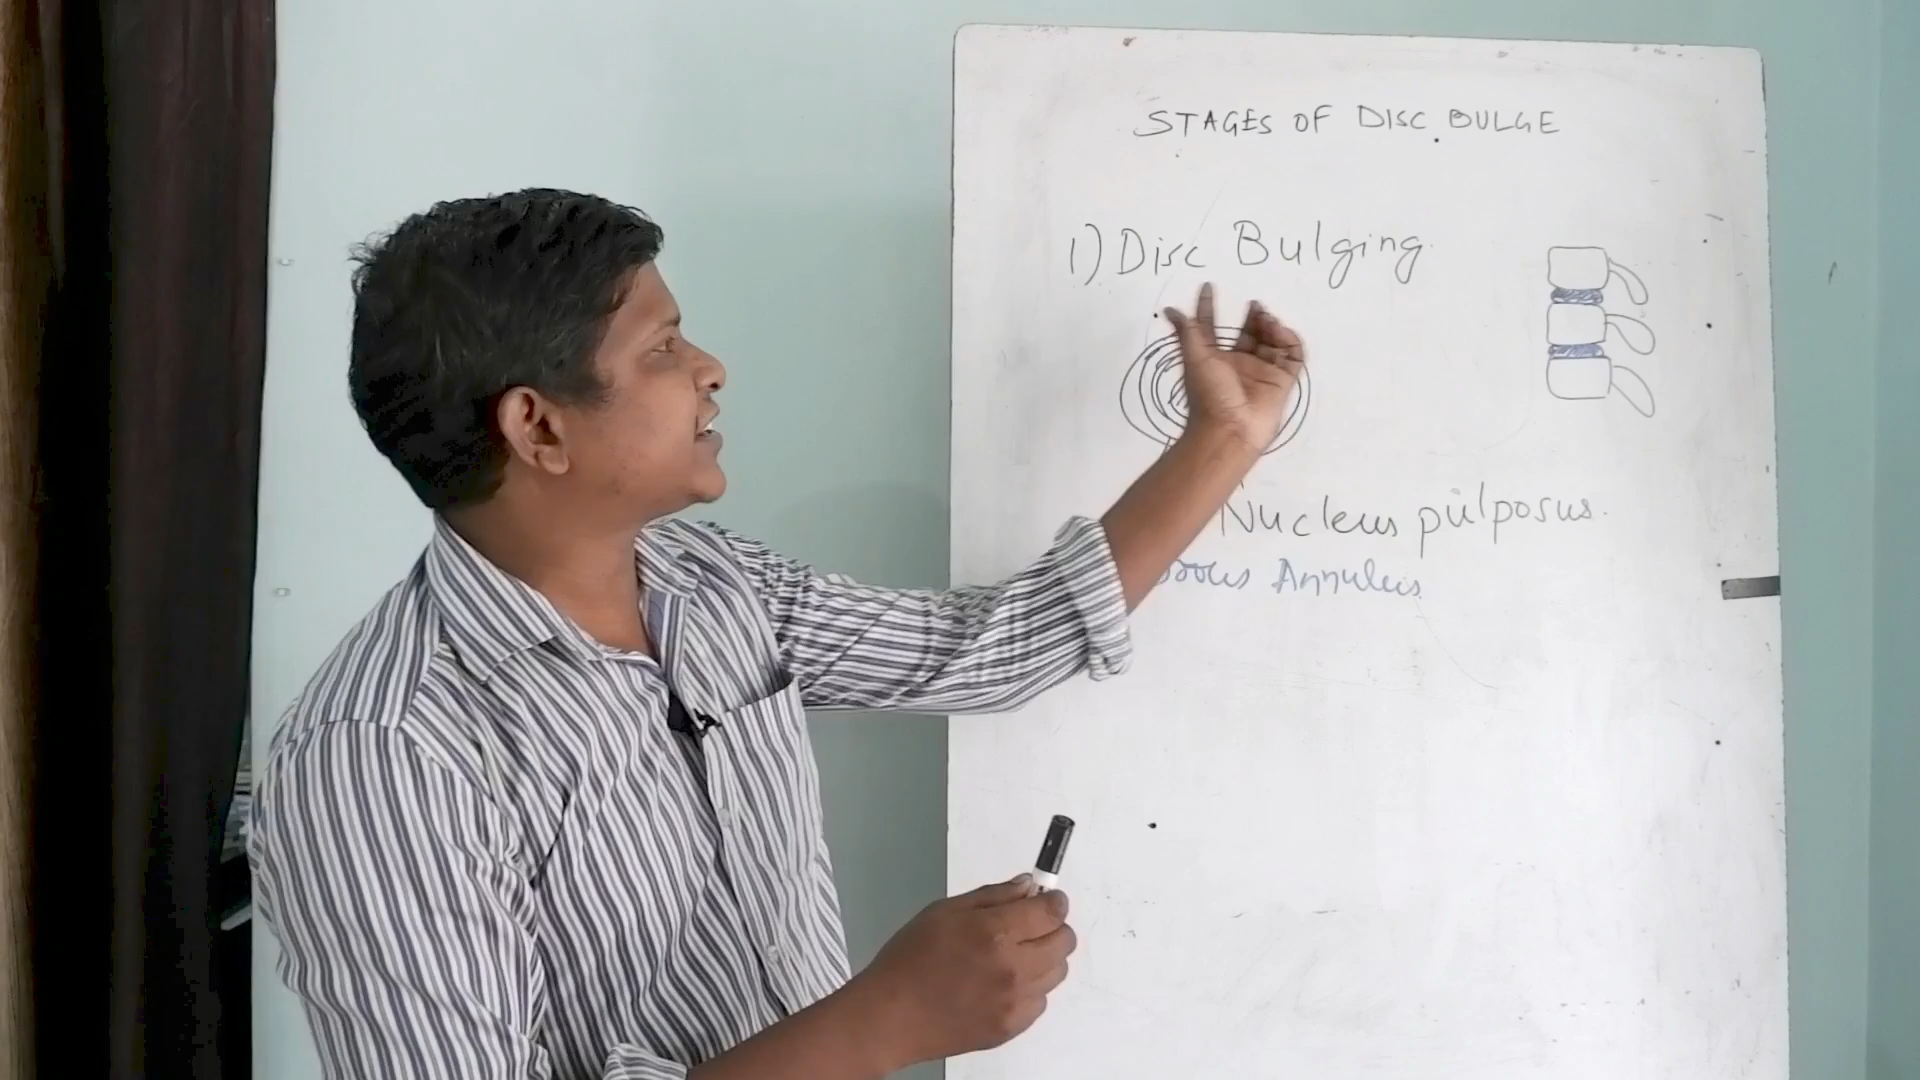 STAGES OF DISC BULGE
1) Disc Bulging
Nucleus pulposus.
Annulus